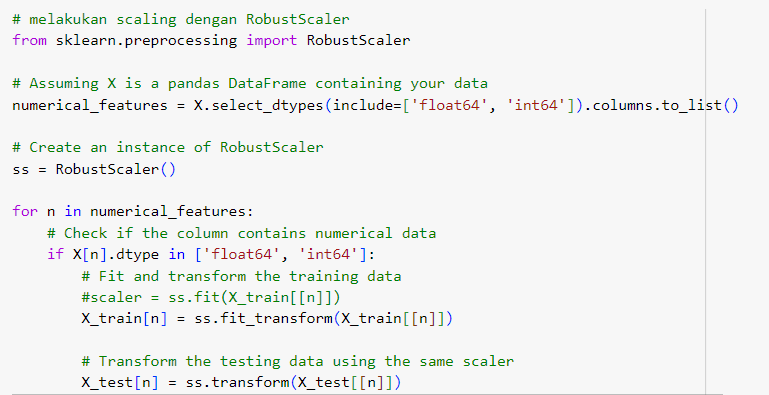 # melakukan scaling dengan RobustScaler
from sklearn.preprocessing import RobustScaler
# Assuming X is a pandas DataFrame containing your data
numerical_features = X.select_dtypes(include=['float64', 'int64']).columns.to_list()
# Create an instance of RobustScaler
ss = RobustScaler()
for n in numerical_features:
    # Check if the column contains numerical data
    if X[n].dtype in ['float64', 'int64']:
        # Fit and transform the training data
        #scaler = ss.fit(X_train[[n]])
        X_train[n] = ss.fit_transform(X_train[[n]])
        # Transform the testing data using the same scaler
        X_test[n] = ss.transform(X_test[[n]])